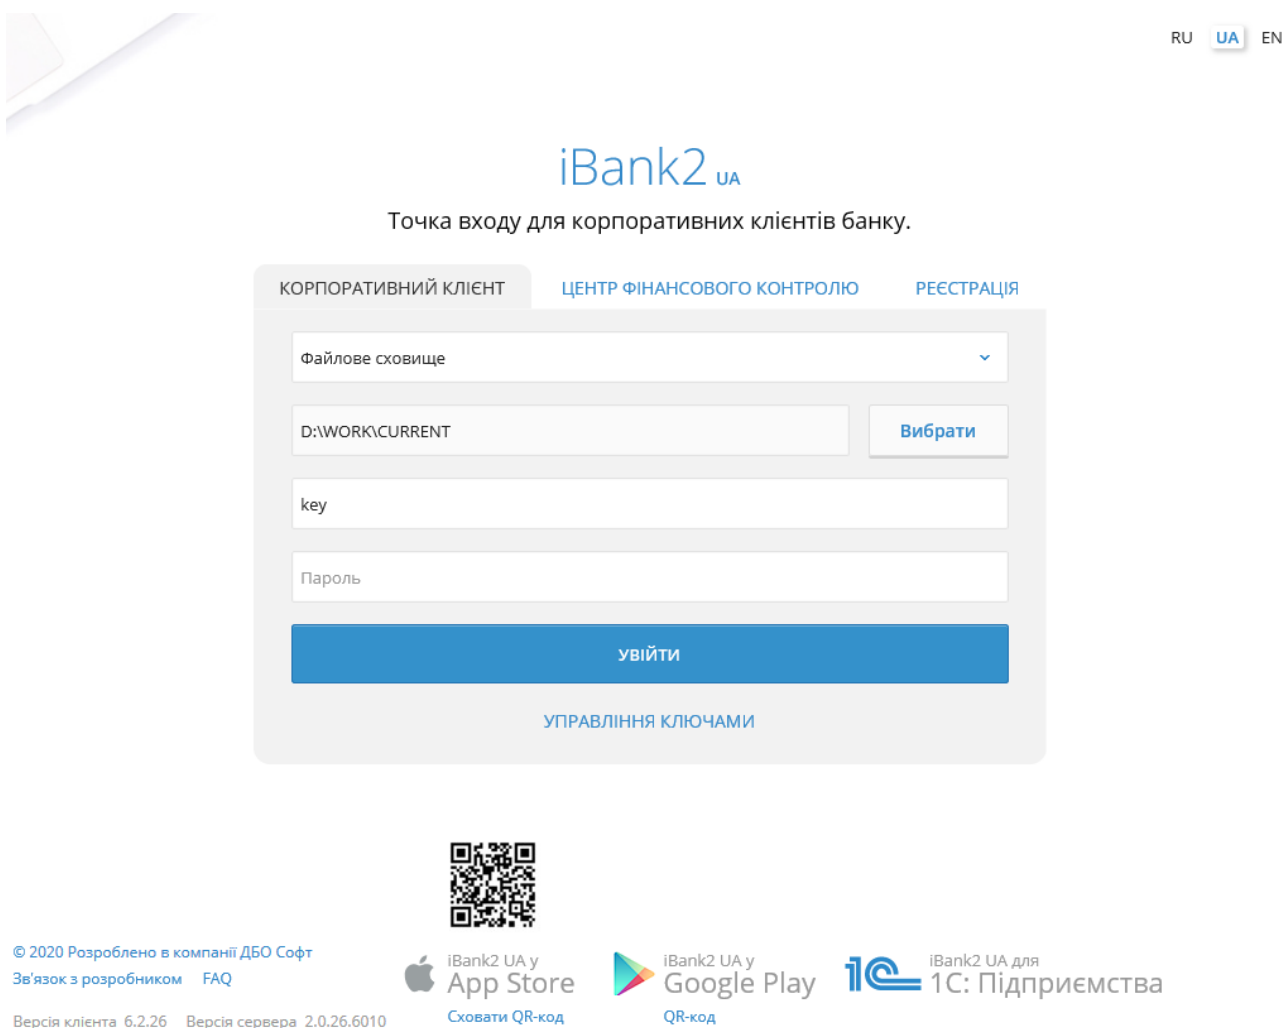 RU UA EN
iBank2 UA
Точка входу для корпоративних клієнтів банку.
КОРПОРАТИВНИЙ КЛІЄНТ ЦЕНТР ФІНАНСОВОГО КОНТРОЛЮ РЕЄСТРАЦІЯ
Файлове сховище
D:\WORK\CURRENT Вибрати
key
Пароль
УВІЙТИ
УПРАВЛІННЯ КЛЮЧАМИ
© 2020 Розроблено в компанії ДБО Софт
Зв'язок з розробником FAQ
Версія клієнта 6.2.26 Версія сервера 2.0.26.6010
iBank2 UA у
App Store
Сховати QR-код
iBank2 UA у
Google Play
QR-код
1С iBank2 UA для
1С: Підприємства